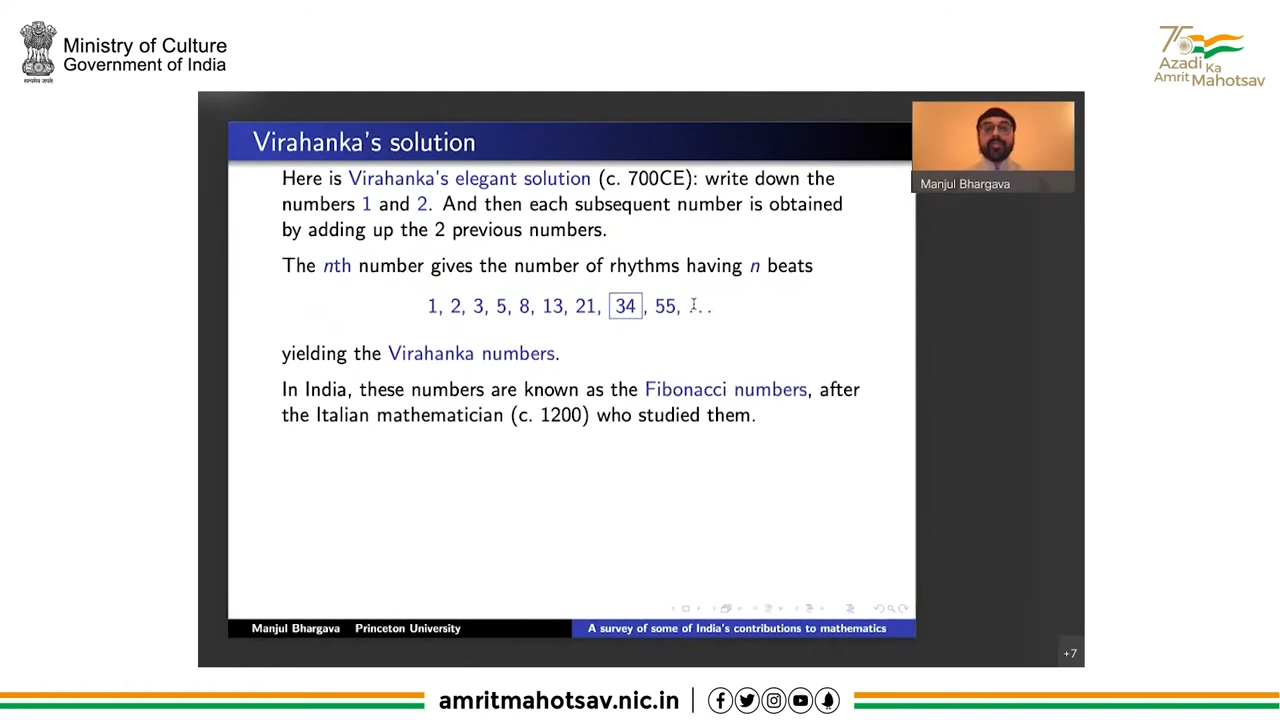 Ministry of Culture
Government of India
सत्यमेव जयते
75
Azadi Ka
Amrit Mahotsav
Virahanka's solution
Here is Virahanka's elegant solution (c. 700CE): write down the
numbers 1 and 2. And then each subsequent number is obtained
by adding up the 2 previous numbers.
The nth number gives the number of rhythms having n beats
1, 2, 3, 5, 8, 13, 21, 34, 55, ...
yielding the Virahanka numbers.
In India, these numbers are known as the Fibonacci numbers, after
the Italian mathematician (c. 1200) who studied them.
Manjul Bhargava
Manjul Bhargava Princeton University
A survey of some of India's contributions to mathematics
+7
amritmahotsav.nic.in